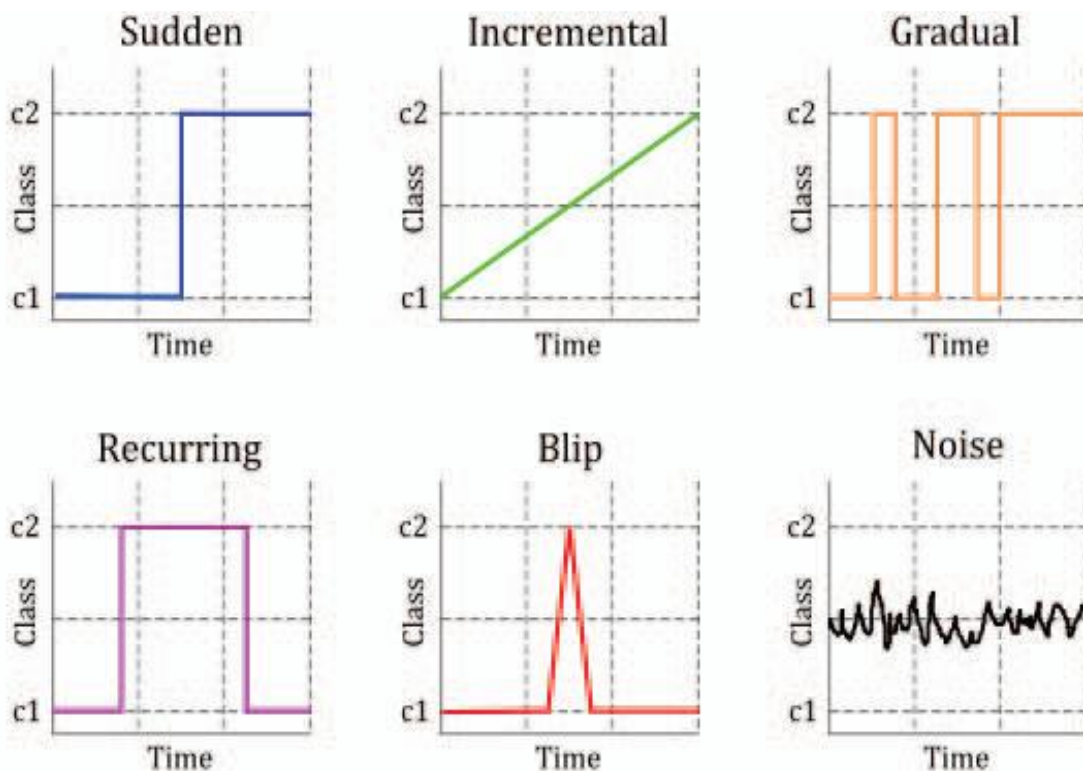 Sudden
Incremental
Gradual
c2
Class
c1
Time
c2
Class
c1
Time
c2
Class
c1
Time
Recurring
Blip
Noise
c2
Class
c1
Time
c2
Class
c1
Time
c2
Class
c1
Time